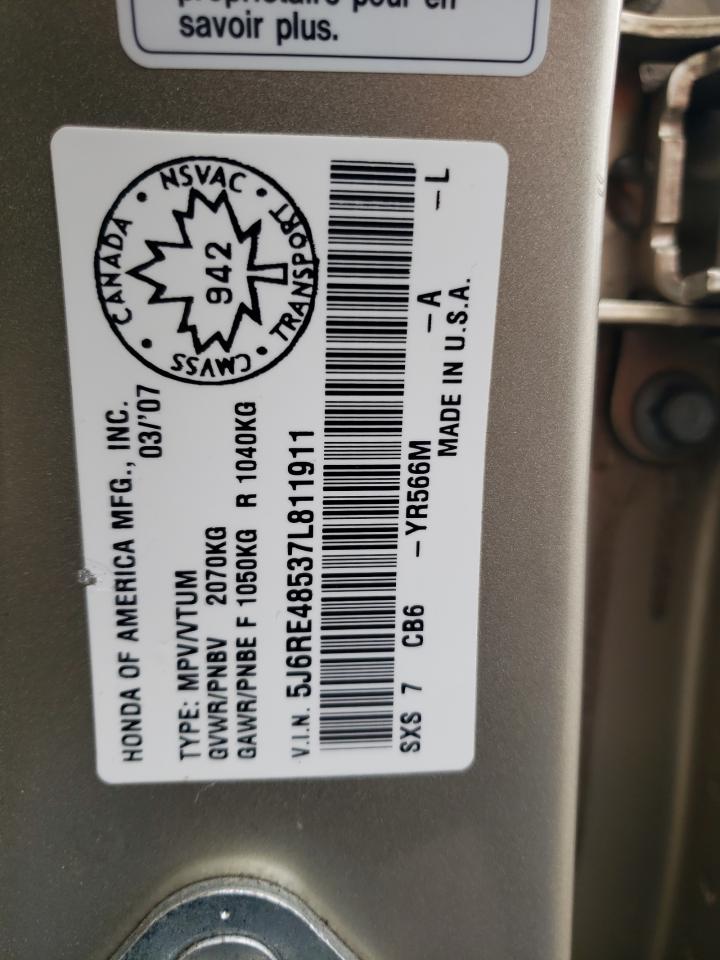 savoir plus.
HONDA OF AMERICA MFG., INC.
03/'07
TYPE: MPV/VTUM
GVWR/PNBV 2070KG
GAWR/PNBE F 1050KG R 1040KG
V.I.N. 5J6RE48537L811911
SXS 7 CB6 –YR566M –A –L
MADE IN U.S.A.
CANADA • NSVAC • TRANSPORT • CMVSS •
942